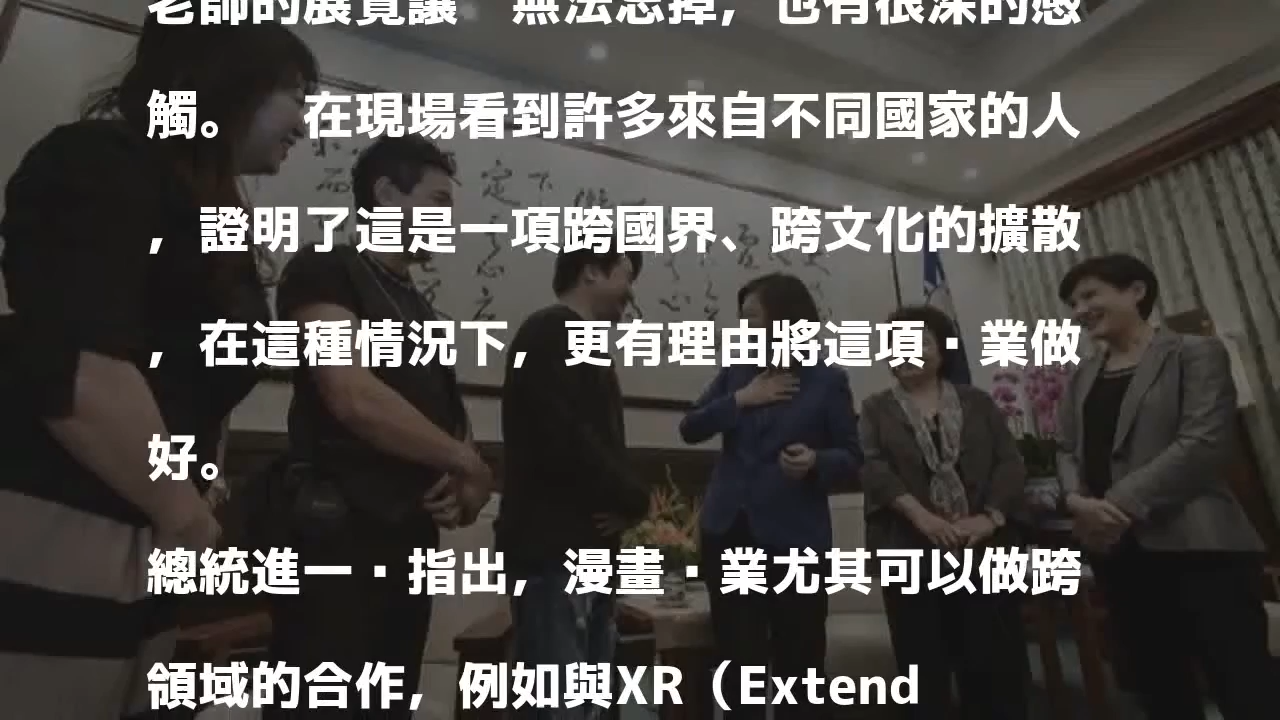 老師的展覽讓　無法忘掉，也有很深的感
觸。　在現場看到許多來自不同國家的人
，證明了這是一項跨國界、跨文化的擴散
，在這種情況下，更有理由將這項・業做
好。
總統進一・指出，漫畫・業尤其可以做跨
領域的合作，例如與XR（Extend